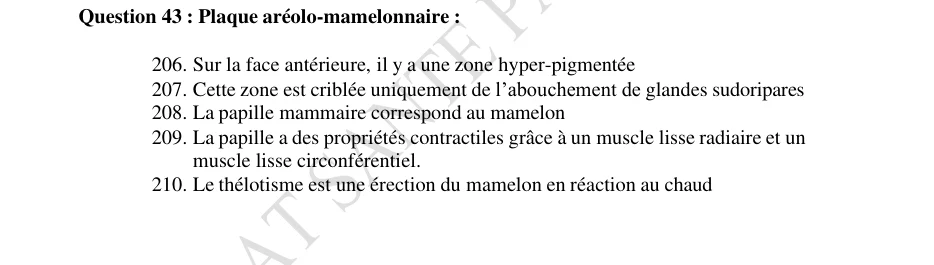 Question 43 : Plaque aréolo-mamelonnaire :
206. Sur la face antérieure, il y a une zone hyper-pigmentée
207. Cette zone est criblée uniquement de l'abouchement de glandes sudoripares
208. La papille mammaire correspond au mamelon
209. La papille a des propriétés contractiles grâce à un muscle lisse radiaire et un
muscle lisse circonférentiel.
210. Le thélotisme est une érection du mamelon en réaction au chaud
AT SANTE PA